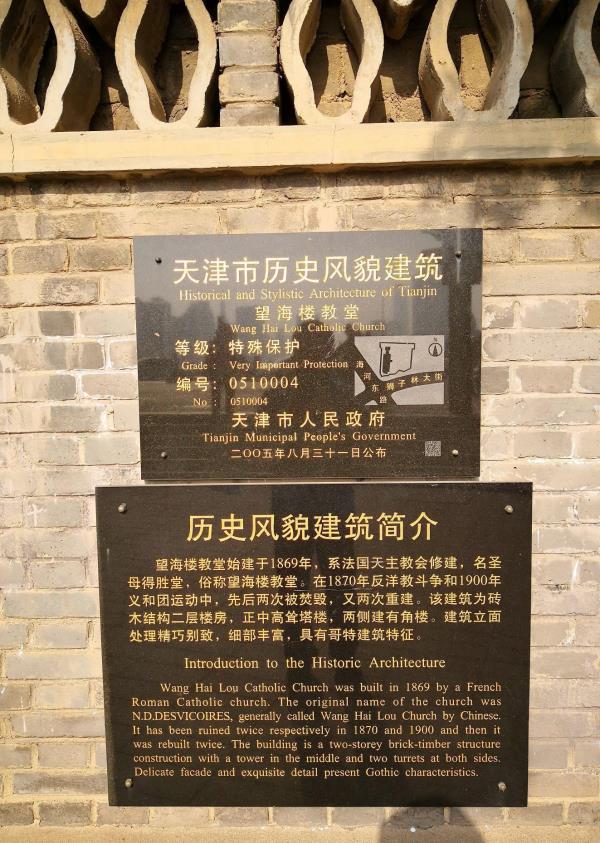 天津市历史风貌建筑
Historical and Stylistic Architecture of Tianjin
望海楼教堂
Wang Hai Lou Catholic Church
等级：特殊保护
Grade : Very Important Protection
编号：0510004
No : 0510004
海河东路
狮子林大街
天津市人民政府
Tianjin Municipal People's Government
二〇〇五年八月三十一日公布
历史风貌建筑简介
望海楼教堂始建于1869年，系法国天主教会修建，名圣
母得胜堂，俗称望海楼教堂。在1870年反洋教斗争和1900年
义和团运动中，先后两次被焚毁，又两次重建。该建筑为砖
木结构二层楼房，正中高耸塔楼，两侧建有角楼。建筑立面
处理精巧别致，细部丰富，具有哥特建筑特征。
Introduction to the Historic Architecture
Wang Hai Lou Catholic Church was built in 1869 by a French
Roman Catholic church. The original name of the church was
N.D.DESVICOIRES, generally called Wang Hai Lou Church by Chinese.
It has been ruined twice respectively in 1870 and 1900 and then it
was rebuilt twice. The building is a two-storey brick-timber structure
construction with a tower in the middle and two turrets at both sides.
Delicate facade and exquisite detail present Gothic characteristics.